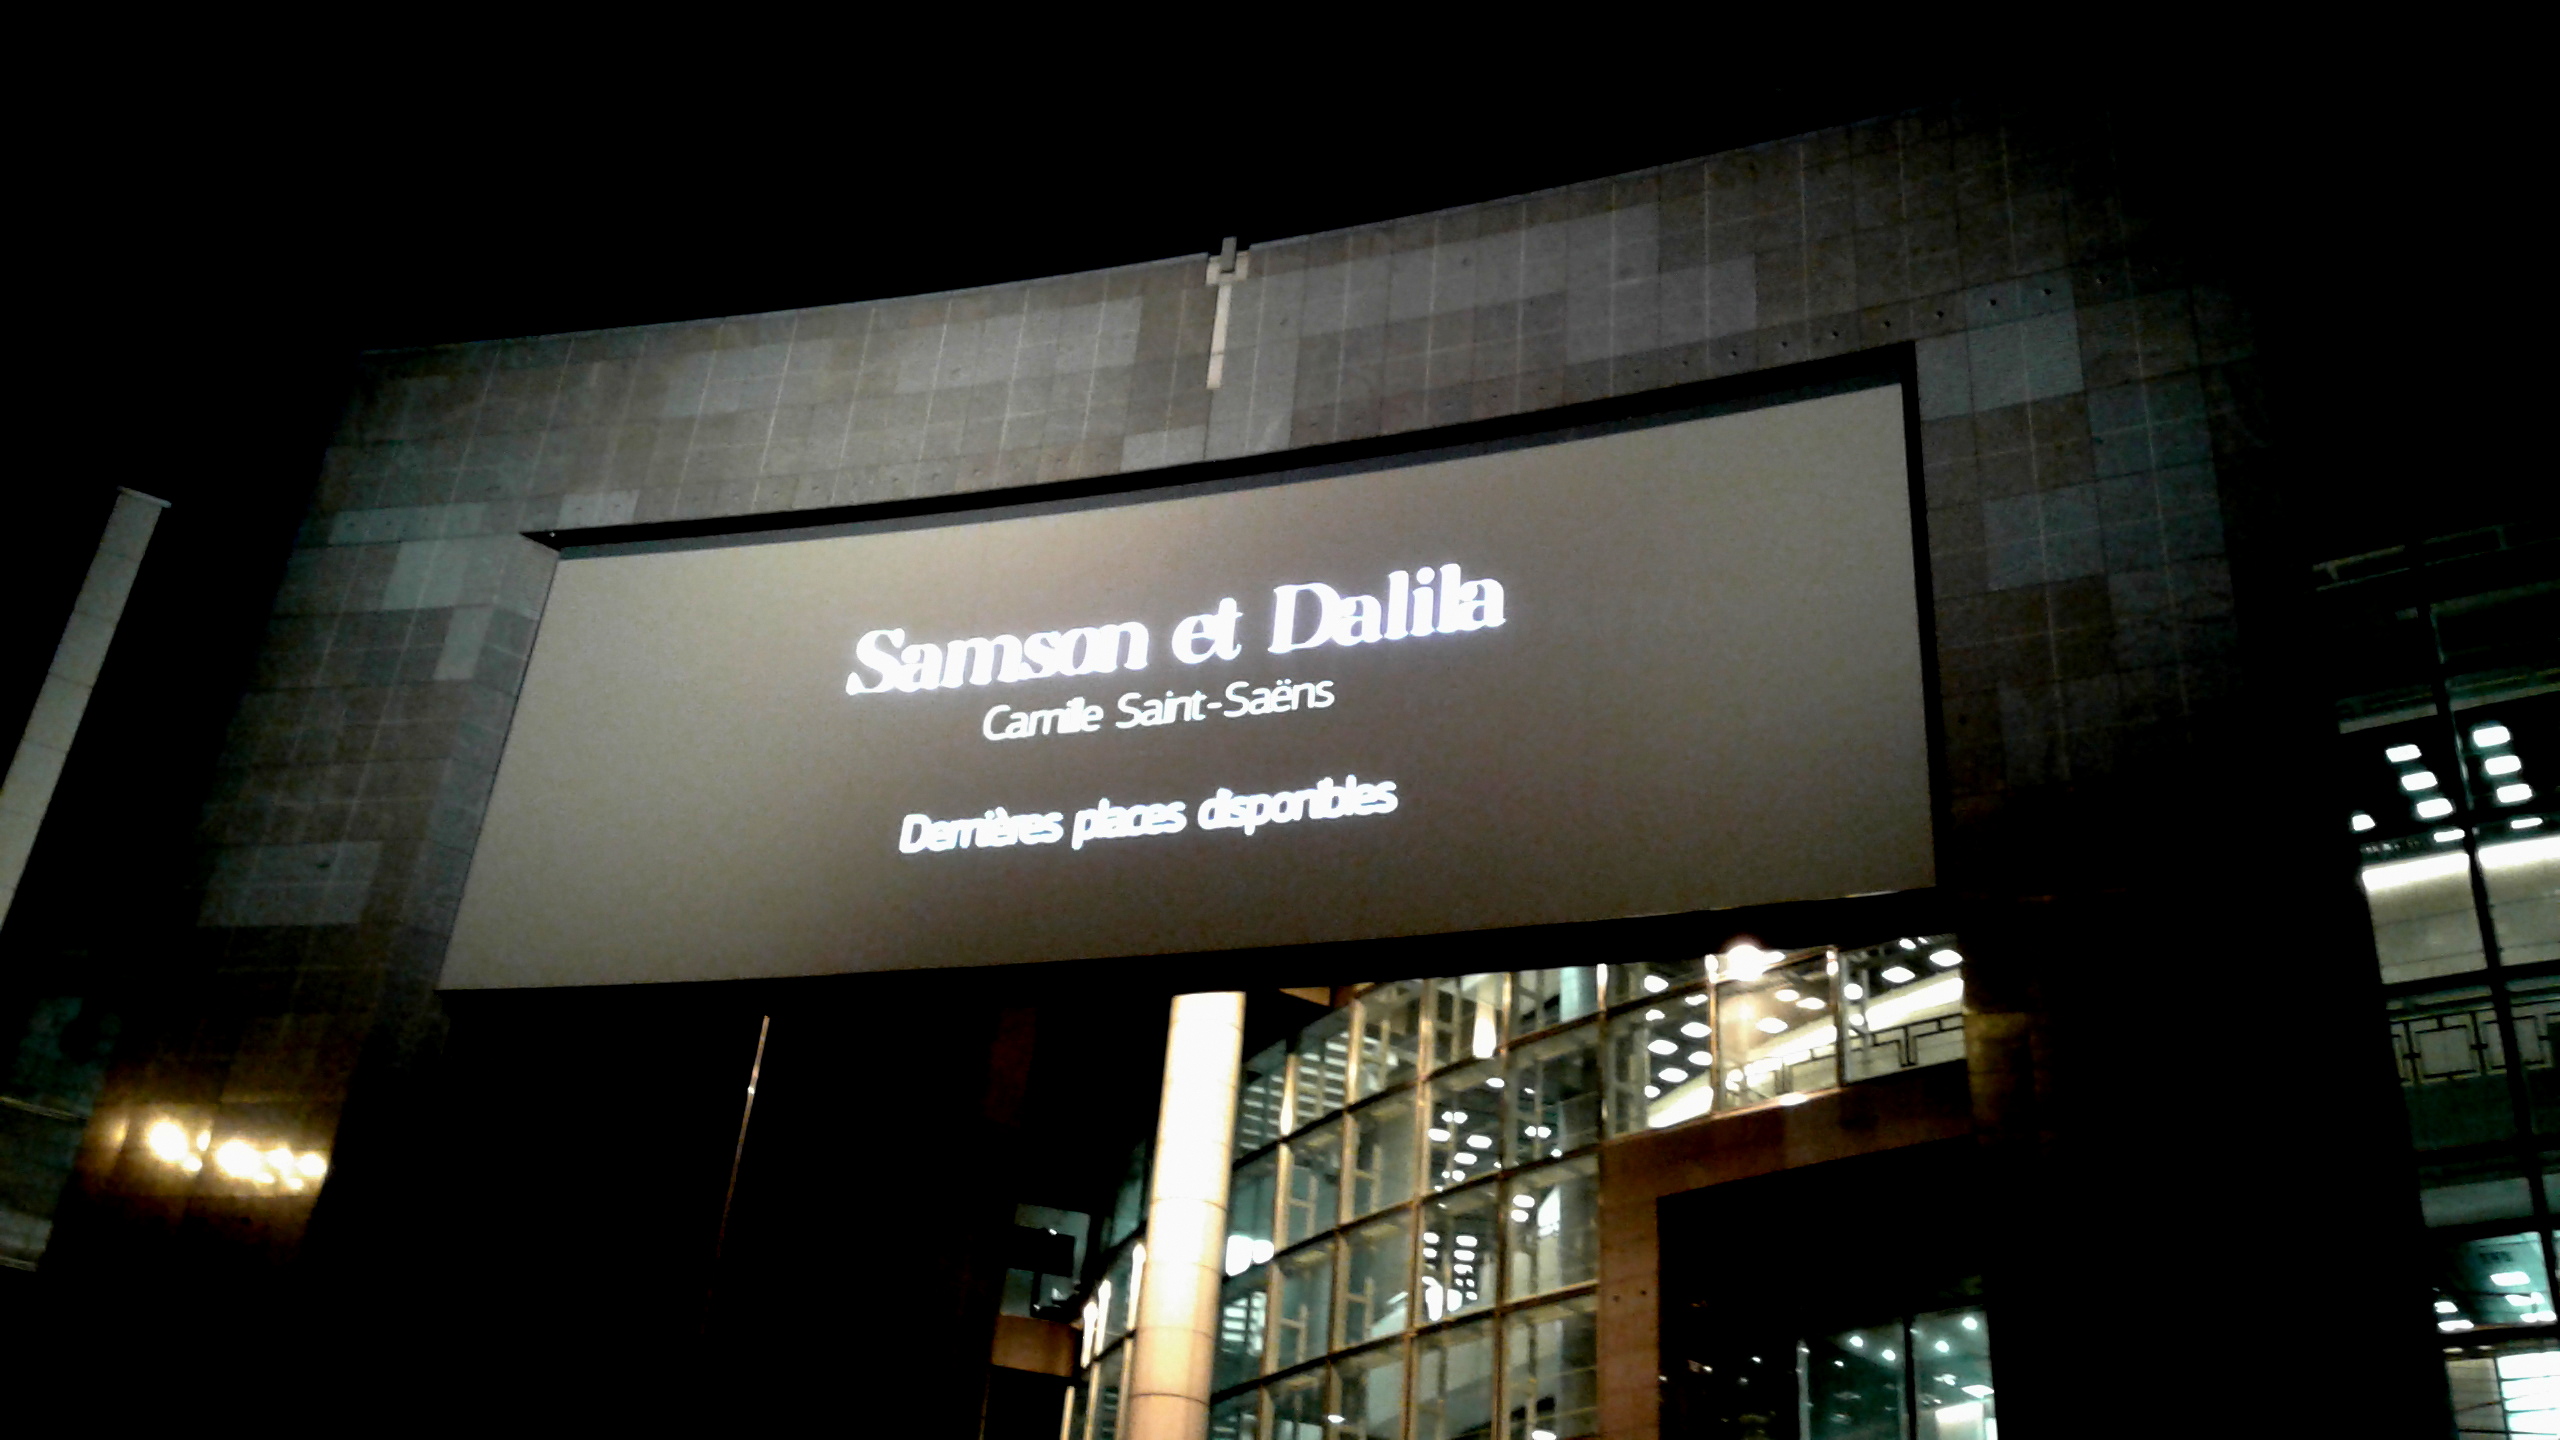 Samson et Dalila
Camille Saint-Saëns
Dernières places disponibles